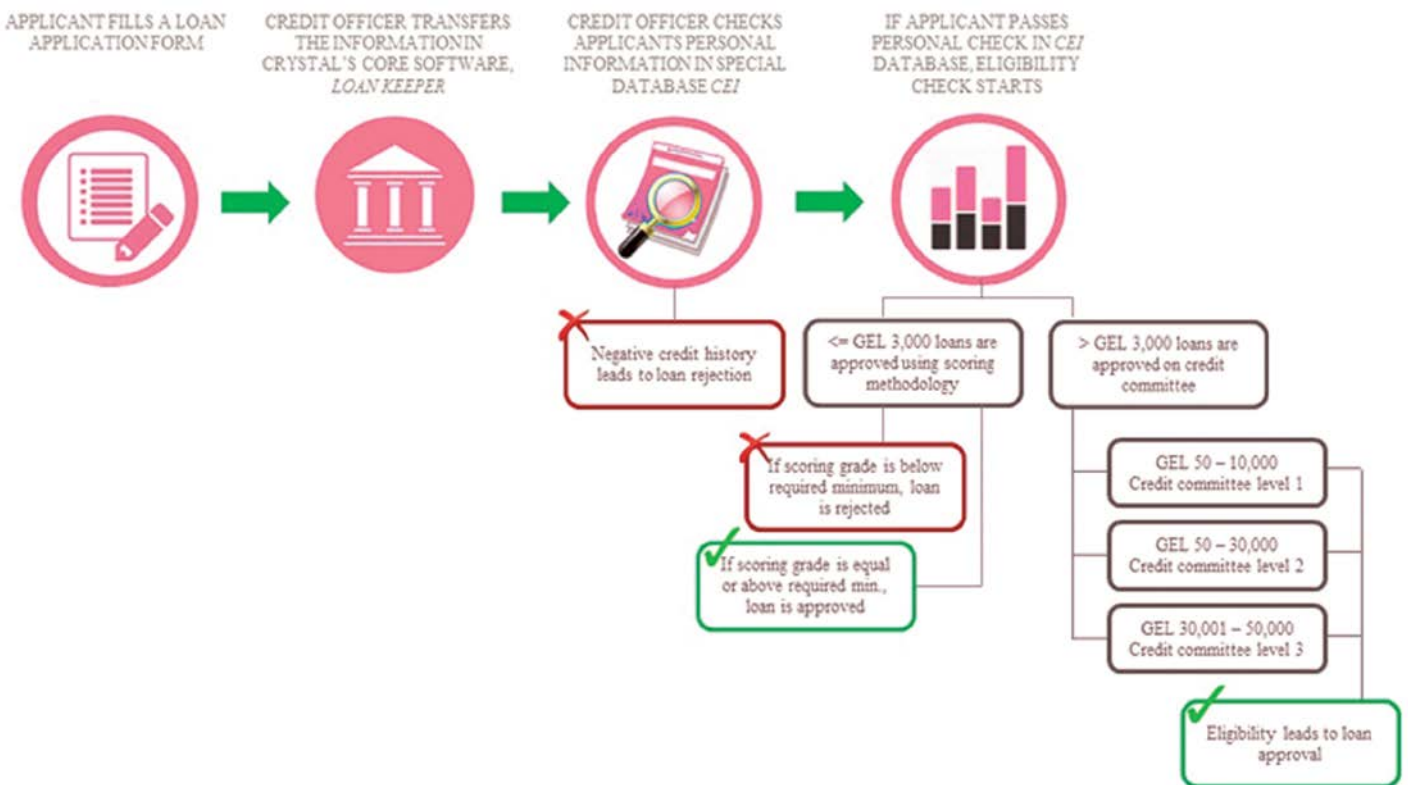 APPLICANT FILLS A LOAN
APPLICATION FORM
CREDIT OFFICER TRANSFERS
THE INFORMATION IN
CRYSTAL'S CORE SOFTWARE,
LOAN KEEPER
CREDIT OFFICER CHECKS
APPLICANTS PERSONAL
INFORMATION IN SPECIAL
DATABASE CEI
IF APPLICANT PASSES
PERSONAL CHECK IN CEI
DATABASE, ELIGIBILITY
CHECK STARTS
Negative credit history
leads to loan rejection
<= GEL 3,000 loans are
approved using scoring
methodology
> GEL 3,000 loans are
approved on credit
committee
If scoring grade is below
required minimum, loan
is rejected
If scoring grade is equal
or above required min.,
loan is approved
GEL 50 – 10,000
Credit committee level 1
GEL 50 – 30,000
Credit committee level 2
GEL 30,001 – 50,000
Credit committee level 3
Eligibility leads to loan
approval